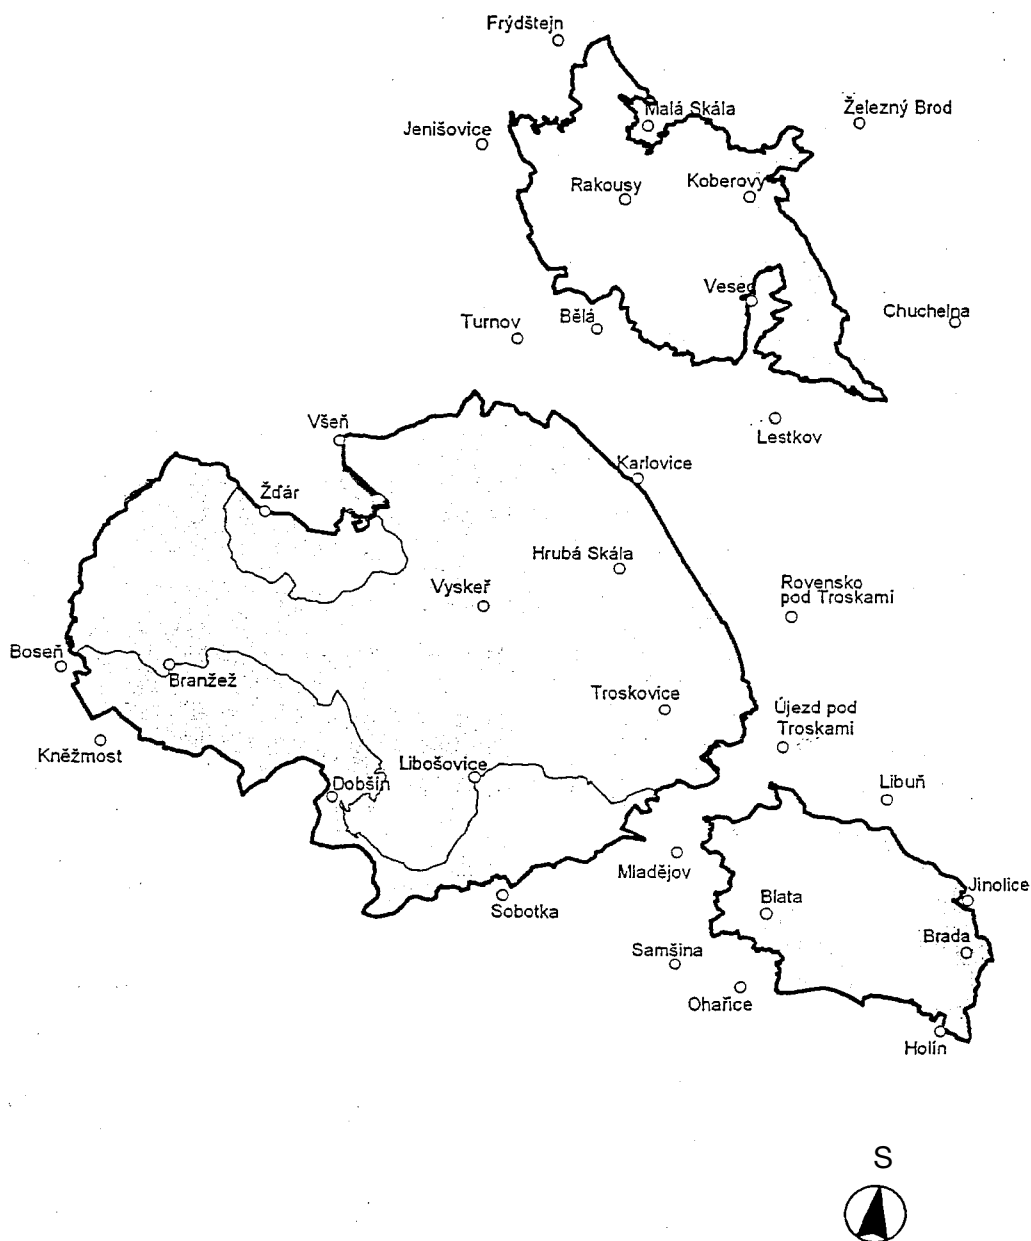 Frýdštejn
Malá Skála
Železný Brod
Jenišovice
Rakousy
Koberovy
Vesec
Chuchelna
Bělá
Turnov
Lestkov
Všeň
Karlovice
Žďár
Hrubá Skála
Vyskeř
Rovensko
pod Troskami
Boseň
Branžež
Troskovice
Újezd pod
Troskami
Kněžmost
Libošovice
Dobšín
Libuň
Mladějov
Jinolice
Blata
Sobotka
Brada
Samšina
Ohařice
Holín
S